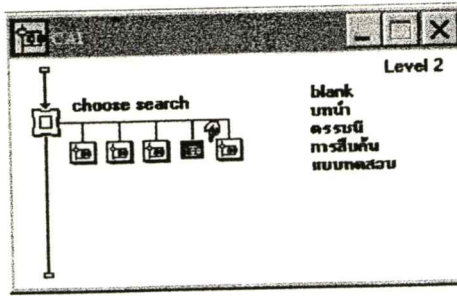 CAI
Level 2
choose search
blank
บทนำ
ดรรชนี
การสืบค้น
แบบทดสอบ